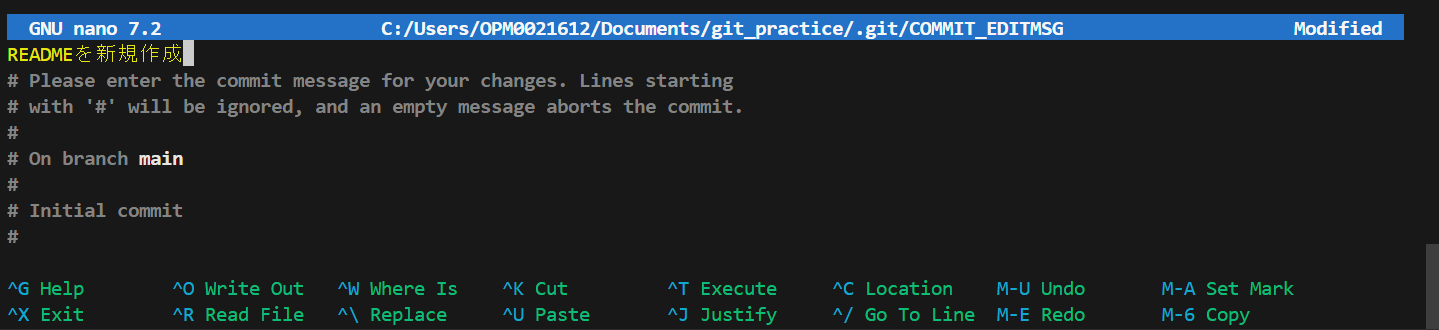 GNU nano 7.2 C:/Users/OPM0021612/Documents/git_practice/.git/COMMIT_EDITMSG Modified
READMEを新規作成
# Please enter the commit message for your changes. Lines starting
# with '#' will be ignored, and an empty message aborts the commit.
#
# On branch main
#
# Initial commit
#
^G Help ^O Write Out ^W Where Is ^K Cut ^T Execute ^C Location M-U Undo M-A Set Mark
^X Exit ^R Read File ^\ Replace ^U Paste ^J Justify ^/ Go To Line M-E Redo M-6 Copy